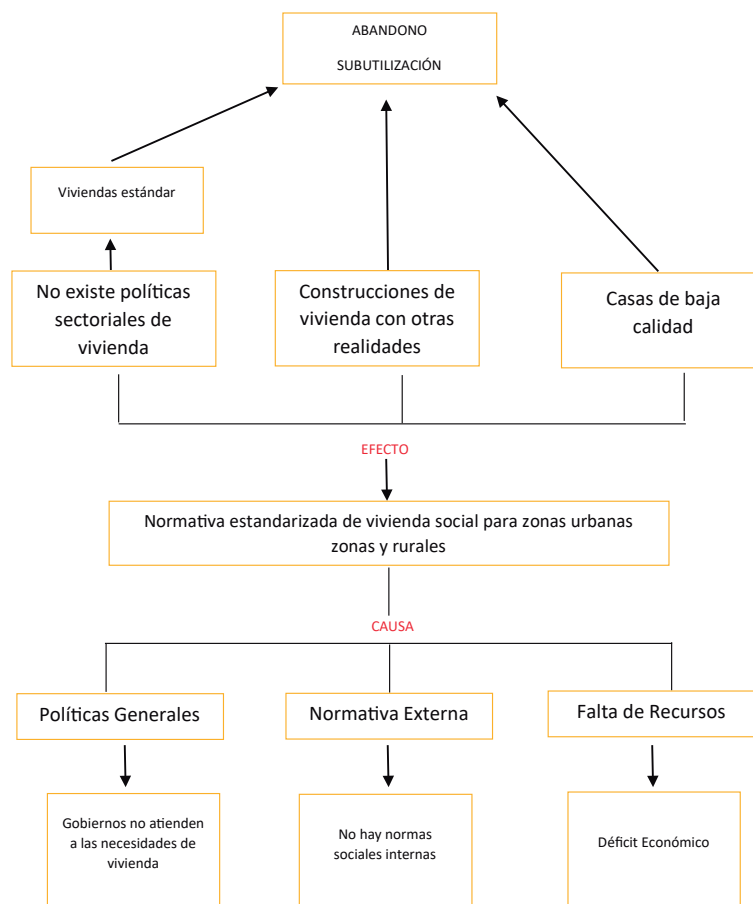 ABANDONO
SUBUTILIZACIÓN
Viviendas estándar
No existe políticas
sectoriales de
vivienda
Construcciones de
vivienda con otras
realidades
Casas de baja
calidad
EFECTO
Normativa estandarizada de vivienda social para zonas urbanas
zonas y rurales
CAUSA
Políticas Generales
Normativa Externa
Falta de Recursos
Gobiernos no atienden
a las necesidades de
vivienda
No hay normas
sociales internas
Déficit Económico